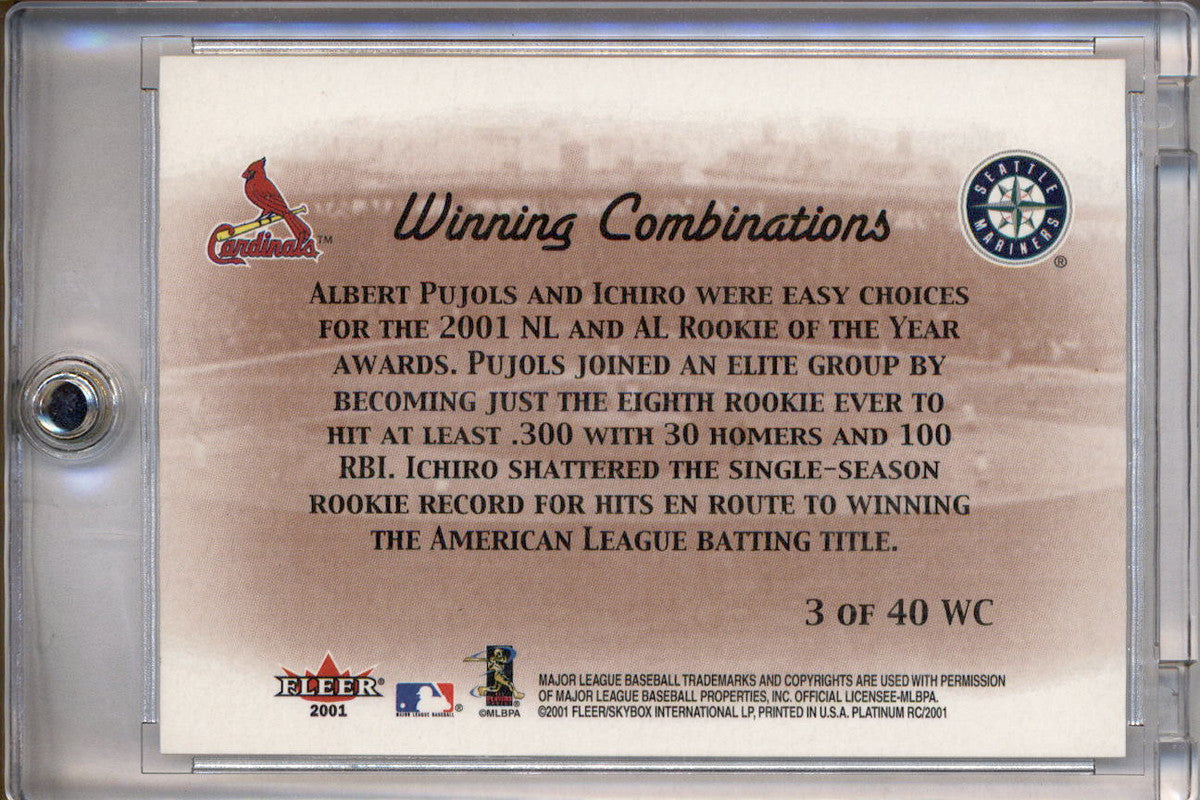 Cardinals™
Winning Combinations
SEATTLE
MARINERS
®
ALBERT PUJOLS AND ICHIRO WERE EASY CHOICES
FOR THE 2001 NL AND AL ROOKIE OF THE YEAR
AWARDS. PUJOLS JOINED AN ELITE GROUP BY
BECOMING JUST THE EIGHTH ROOKIE EVER TO
HIT AT LEAST .300 WITH 30 HOMERS AND 100
RBI. ICHIRO SHATTERED THE SINGLE-SEASON
ROOKIE RECORD FOR HITS EN ROUTE TO WINNING
THE AMERICAN LEAGUE BATTING TITLE.
3 OF 40 WC
FLEER®
2001
MAJOR LEAGUE BASEBALL®
©MLBPA
MAJOR LEAGUE BASEBALL TRADEMARKS AND COPYRIGHTS ARE USED WITH PERMISSION
OF MAJOR LEAGUE BASEBALL PROPERTIES, INC. OFFICIAL LICENSEE-MLBPA.
©2001 FLEER/SKYBOX INTERNATIONAL LP, PRINTED IN U.S.A. PLATINUM RC/2001